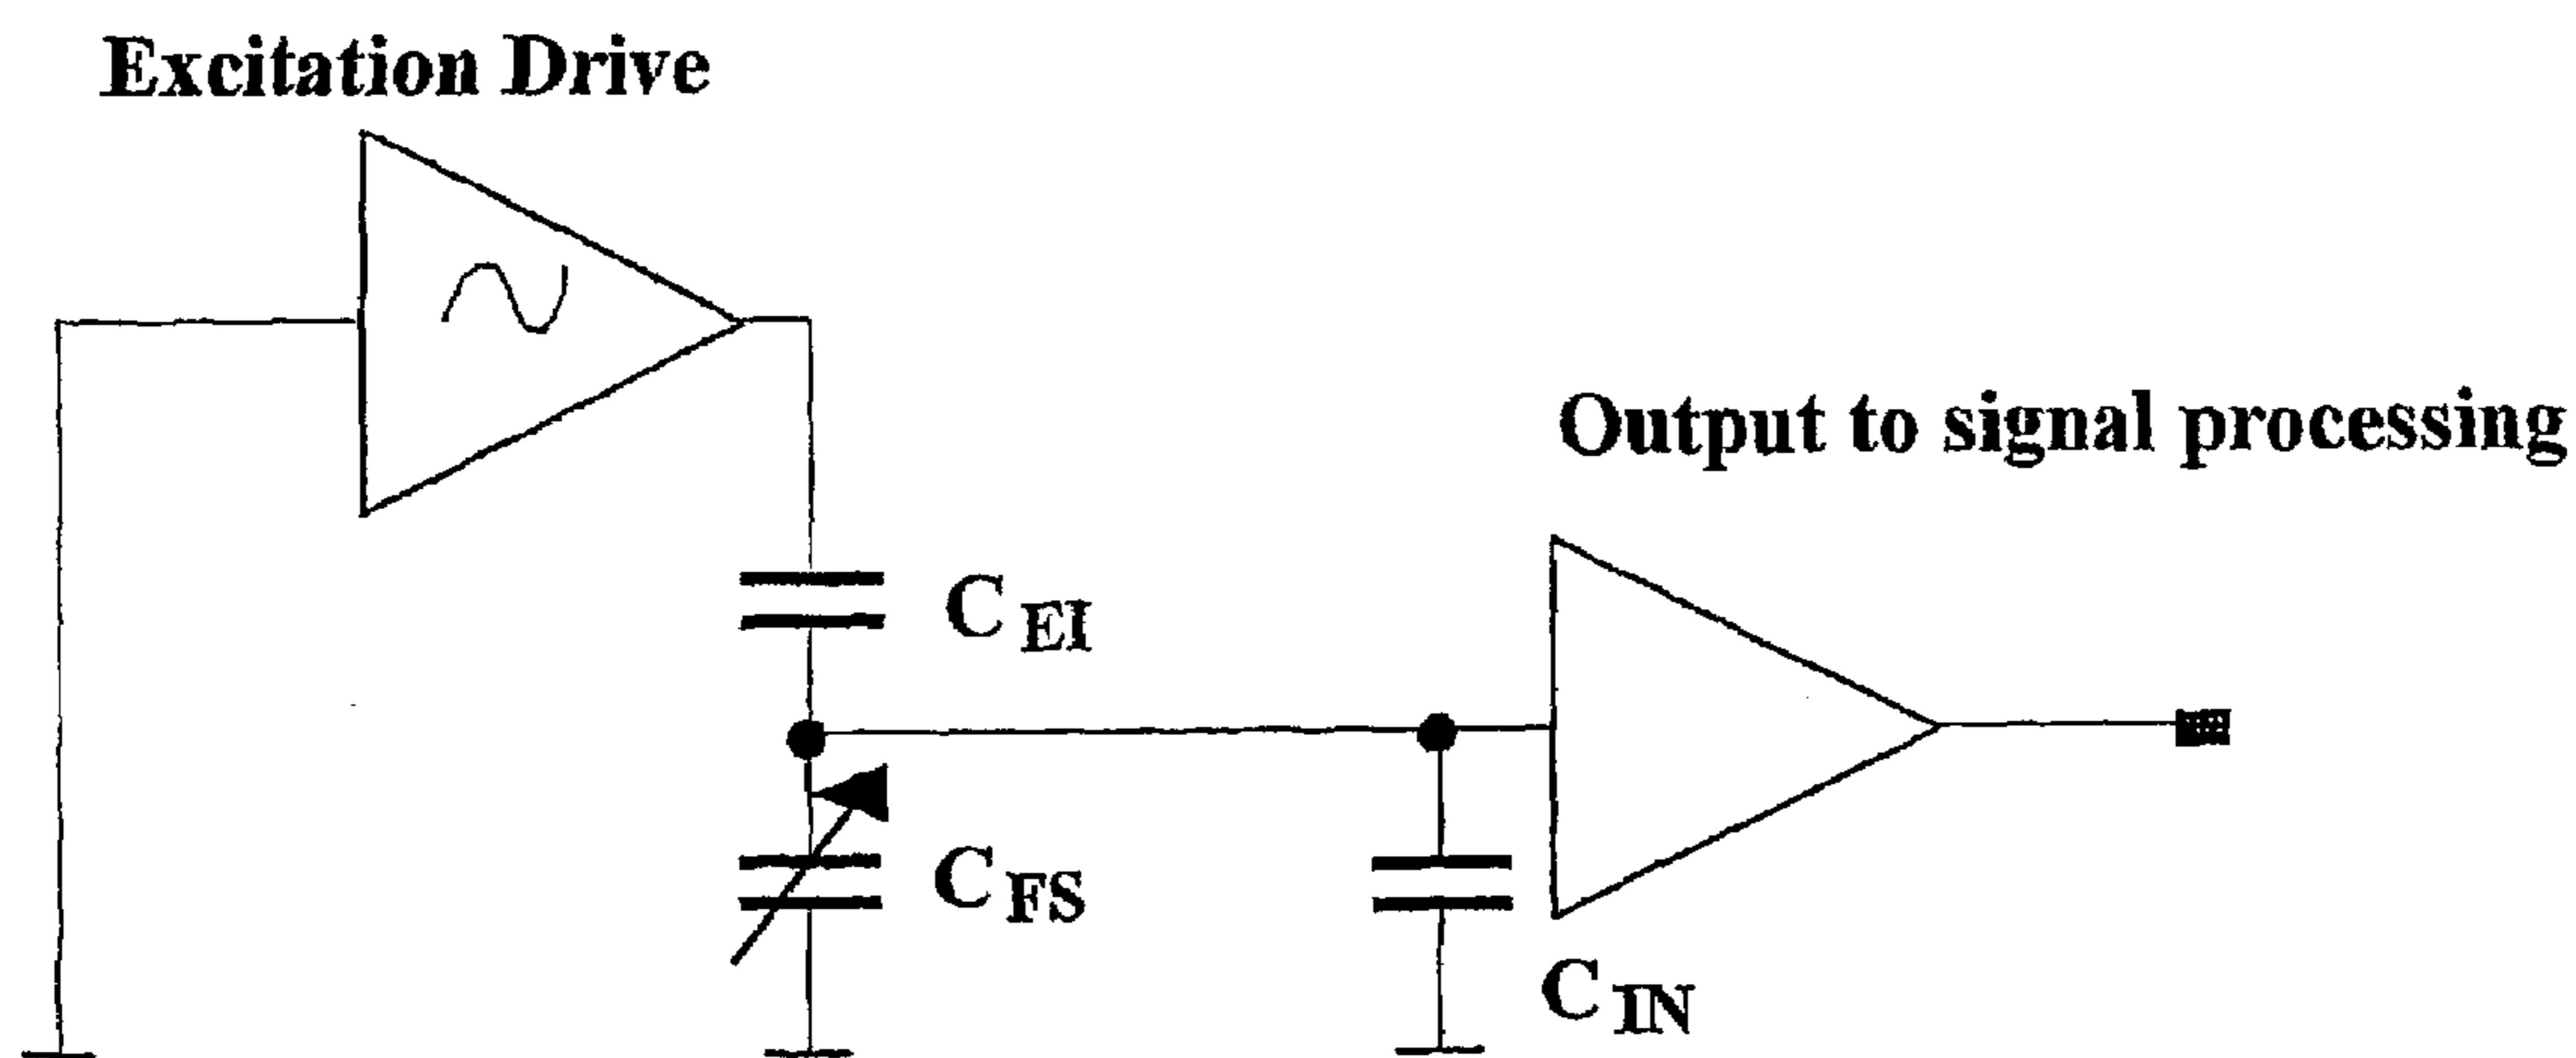 Excitation Drive
Output to signal processing
C EI
C FS
C IN